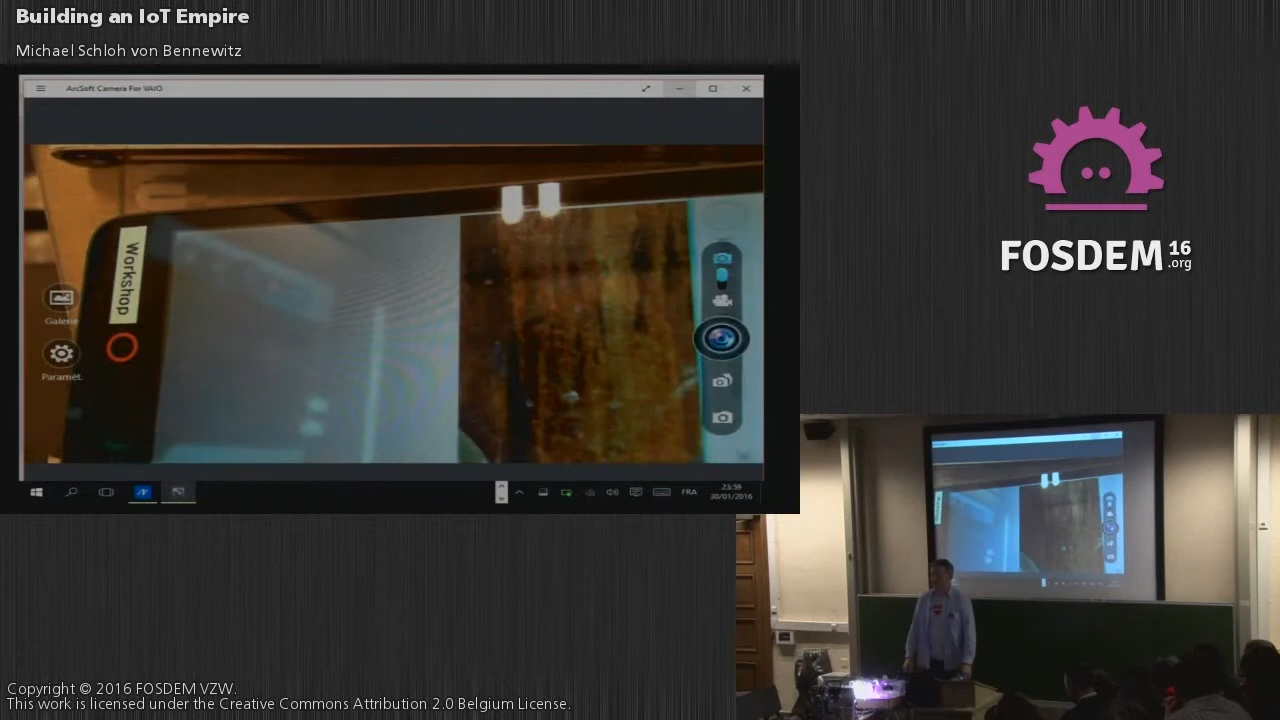 Building an IoT Empire
Michael Schloh von Bennewitz
ArcSoft Camera For VAIO
Workshop
Galerie
Paramèt.
FRA
23:59
30/01/2016
FOSDEM 16
.org
Copyright © 2016 FOSDEM VZW.
This work is licensed under the Creative Commons Attribution 2.0 Belgium License.